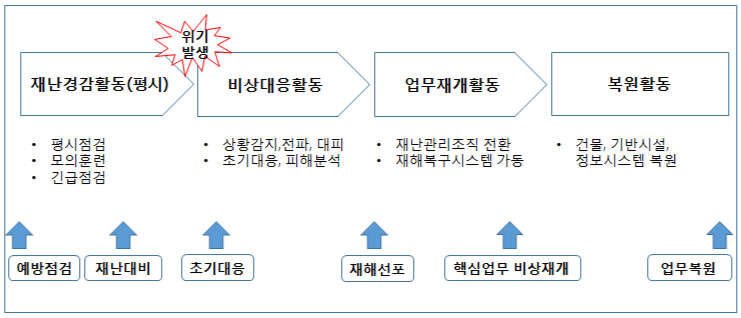 위기
발생
재난경감활동(평시)
비상대응활동
업무재개활동
복원활동
• 평시점검
• 모의훈련
• 긴급점검
• 상황감지,전파, 대피
• 초기대응, 피해분석
• 재난관리조직 전환
• 재해복구시스템 가동
• 건물, 기반시설,
정보시스템 복원
예방점검
재난대비
초기대응
재해선포
핵심업무 비상재개
업무복원